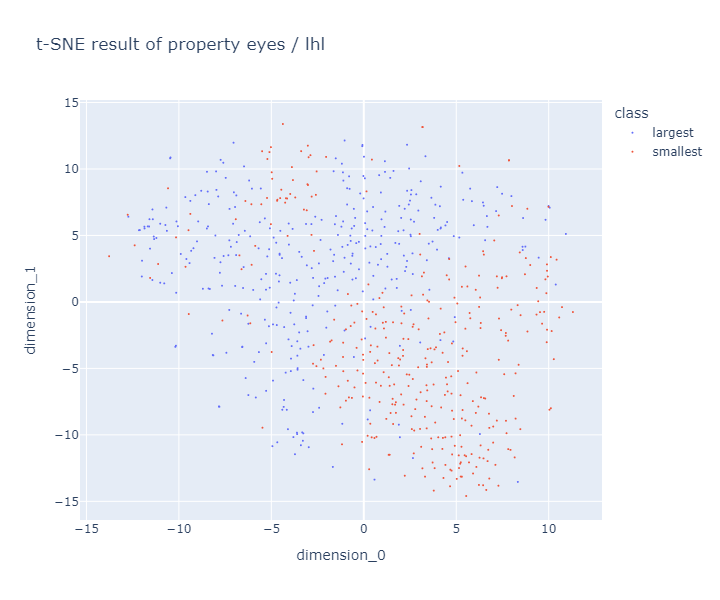 t-SNE result of property eyes / lhl
class
largest
smallest
15
10
5
0
−5
−10
−15
dimension_1
−15
−10
−5
0
5
10
dimension_0